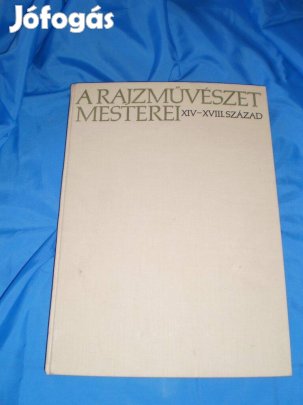 Jófogás
A RAJZMŰVÉSZET
MESTEREI XIV–XVIII. SZÁZAD